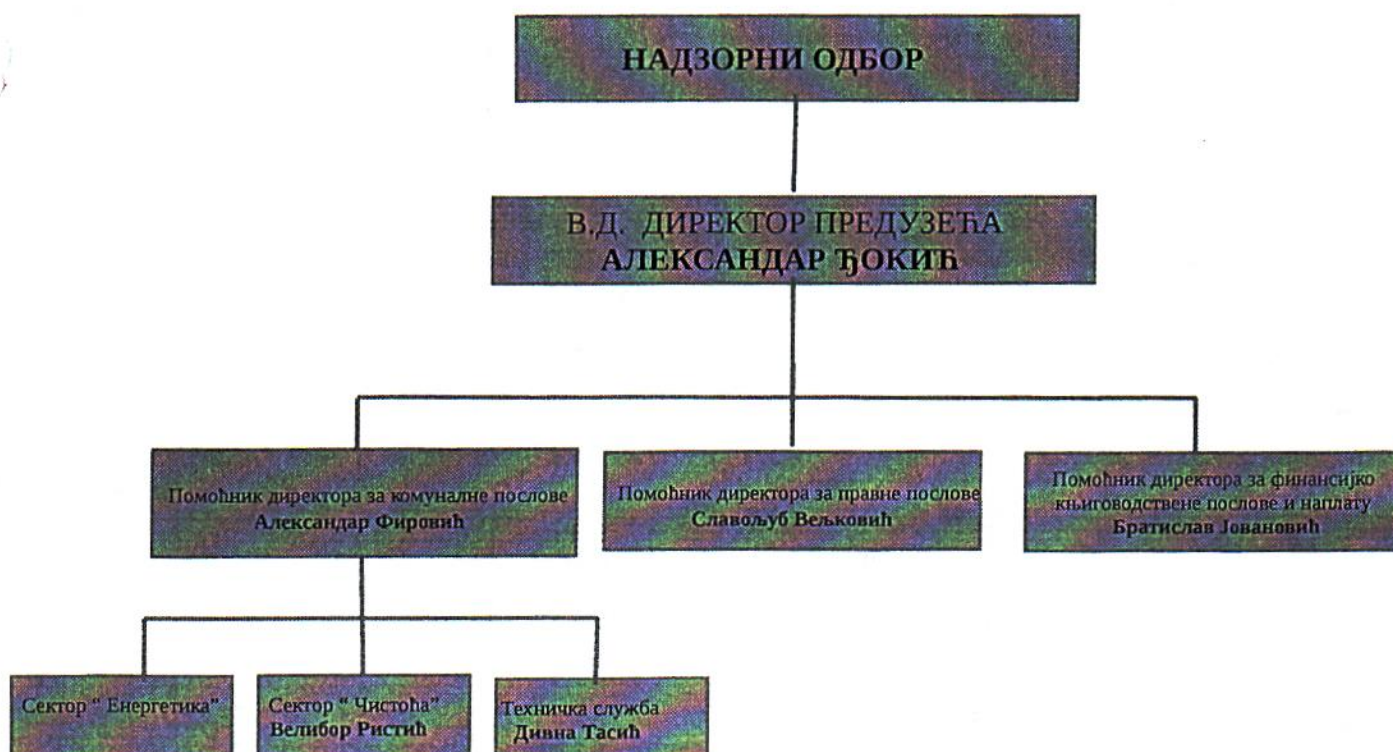 НАДЗОРНИ ОДБОР
В.Д. ДИРЕКТОР ПРЕДУЗЕЋА
АЛЕКСАНДАР ЂОКИЋ
Помоћник директора за комуналне послове
Александар Фировић
Помоћник директора за правне послове
Славољуб Вељковић
Помоћник директора за финансијко
књиговодствене послове и наплату
Братислав Јовановић
Сектор “ Енергетика”
Сектор “ Чистоћа”
Велибор Ристић
Техничка служба
Дивна Тасић